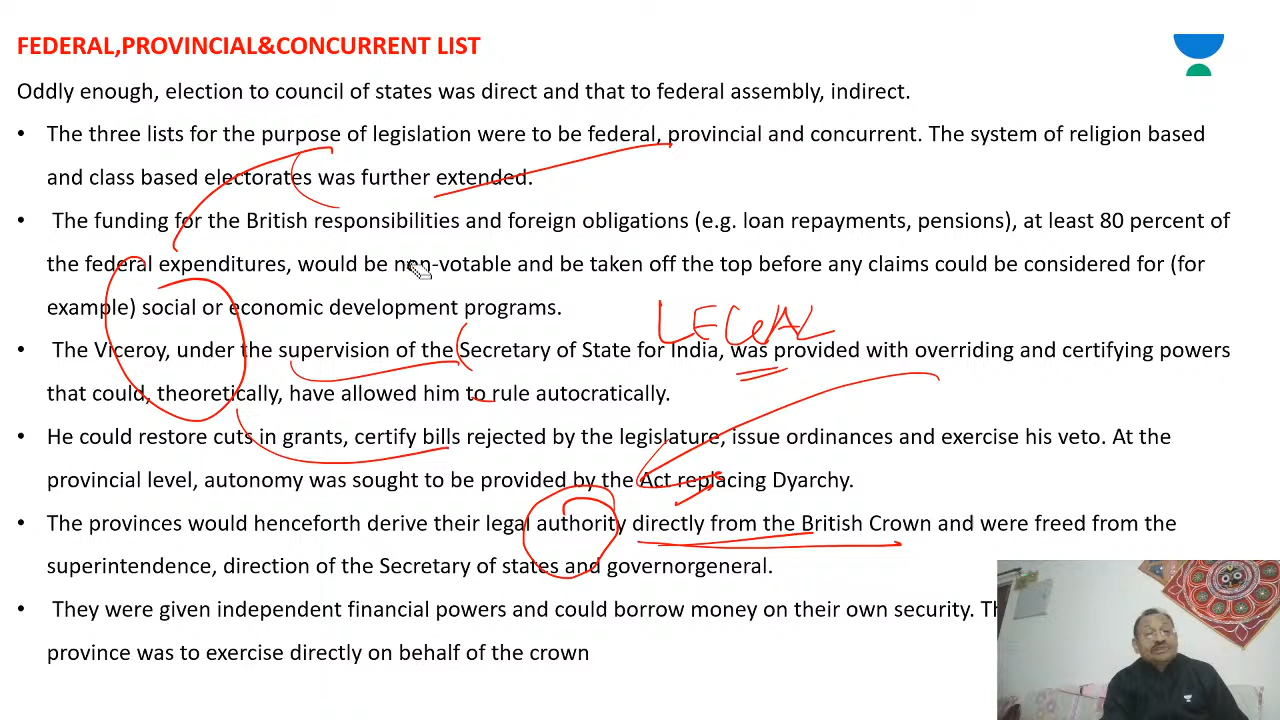 FEDERAL,PROVINCIAL&CONCURRENT LIST
Oddly enough, election to council of states was direct and that to federal assembly, indirect.
• The three lists for the purpose of legislation were to be federal, provincial and concurrent. The system of religion based
and class based electorates was further extended.
• The funding for the British responsibilities and foreign obligations (e.g. loan repayments, pensions), at least 80 percent of
the federal expenditures, would be non-votable and be taken off the top before any claims could be considered for (for
example) social or economic development programs.
LEGAL
• The Viceroy, under the supervision of the Secretary of State for India, was provided with overriding and certifying powers
that could, theoretically, have allowed him to rule autocratically.
• He could restore cuts in grants, certify bills rejected by the legislature, issue ordinances and exercise his veto. At the
provincial level, autonomy was sought to be provided by the Act replacing Dyarchy.
• The provinces would henceforth derive their legal authority directly from the British Crown and were freed from the
superintendence, direction of the Secretary of states and governorgeneral.
• They were given independent financial powers and could borrow money on their own security.
province was to exercise directly on behalf of the crown